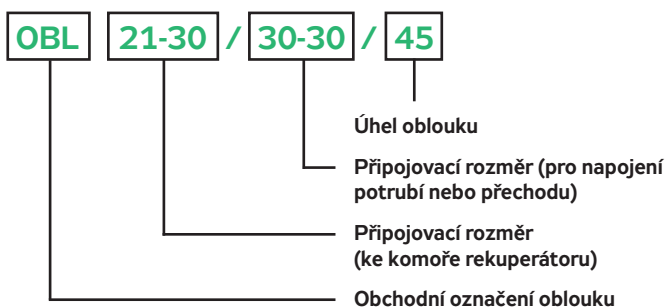 OBL 21-30 / 30-30 / 45
Úhel oblouku
Připojovací rozměr (pro napojení
potrubí nebo přechodu)
Připojovací rozměr
(ke komoře rekuperátoru)
Obchodní označení oblouku